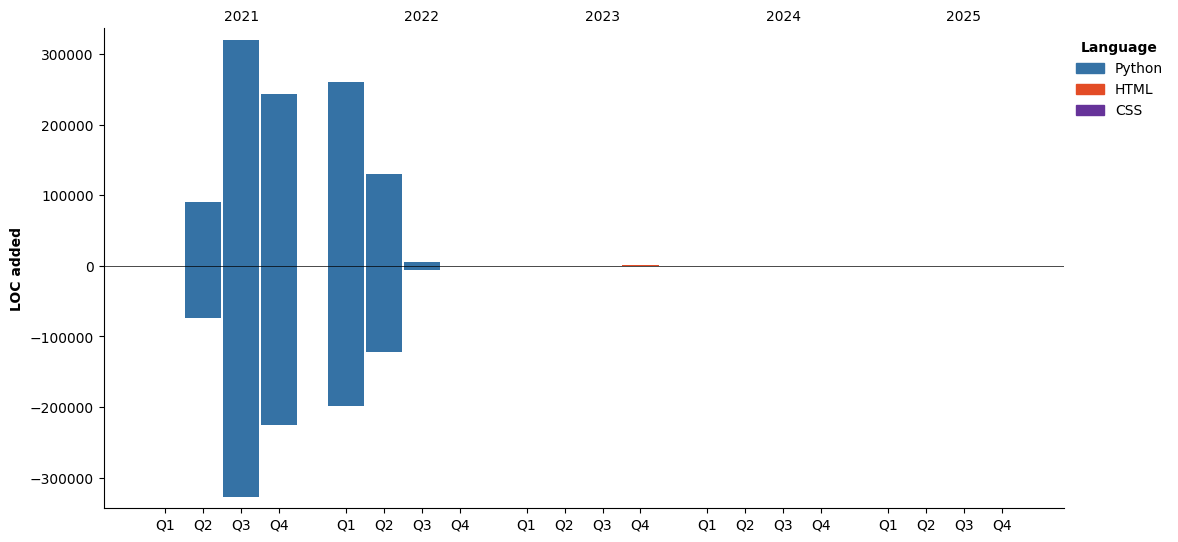 2021 2022 2023 2024 2025
Language
Python
HTML
CSS
LOC added
300000
200000
100000
0
−100000
−200000
−300000
Q1 Q2 Q3 Q4 Q1 Q2 Q3 Q4 Q1 Q2 Q3 Q4 Q1 Q2 Q3 Q4 Q1 Q2 Q3 Q4